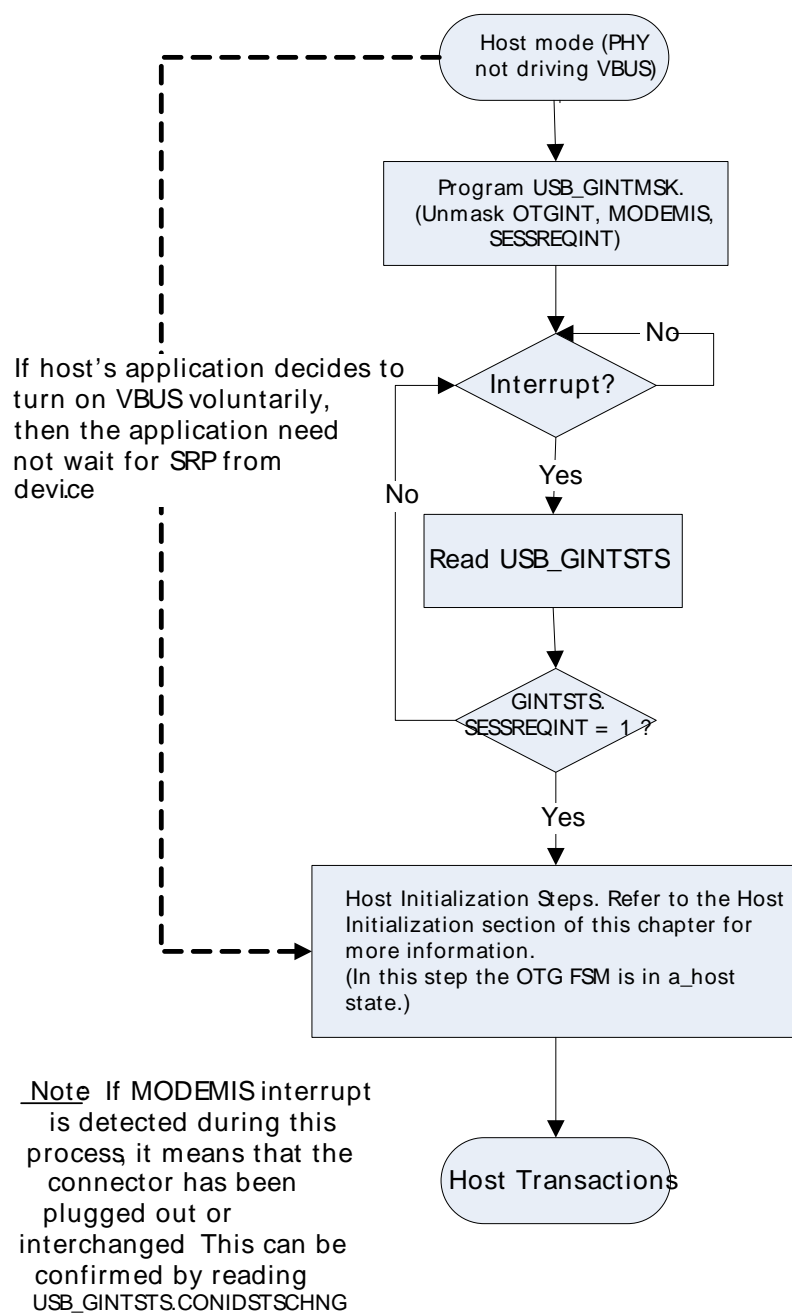 Host mode (PHY
not driving VBUS)
Program USB_GINTMSK.
(Unmask OTGINT, MODEMIS,
SESSREQINT)
No
If host's application decides to
turn on VBUS voluntarily,
then the application need
not wait for SRP from
device
Interrupt?
Yes
No
Read USB_GINTSTS
GINTSTS.
SESSREQINT = 1 ?
Yes
Host Initialization Steps. Refer to the Host
Initialization section of this chapter for
more information.
(In this step the OTG FSM is in a_host
state.)
Note If MODEMIS interrupt
is detected during this
process, it means that the
connector has been
plugged out or
interchanged This can be
confirmed by reading
USB_GINTSTS.CONIDSTSCHNG
Host Transactions